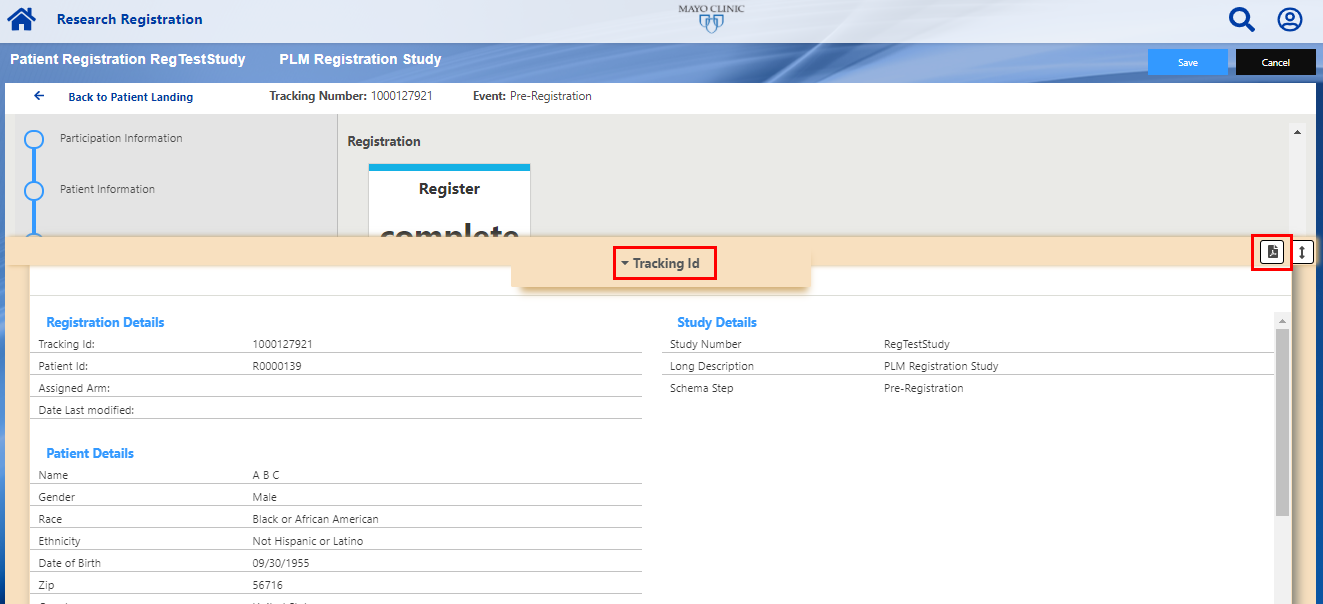 Research Registration
MAYO CLINIC
Patient Registration RegTestStudy PLM Registration Study
Save
Cancel
Back to Patient Landing
Tracking Number: 1000127921
Event: Pre-Registration
Participation Information
Patient Information
Registration
Register
complete
Tracking Id
Registration Details
Tracking Id: 1000127921
Patient Id: R0000139
Assigned Arm:
Date Last modified:
Patient Details
Name A B C
Gender Male
Race Black or African American
Ethnicity Not Hispanic or Latino
Date of Birth 09/30/1955
Zip 56716
Study Details
Study Number RegTestStudy
Long Description PLM Registration Study
Schema Step Pre-Registration